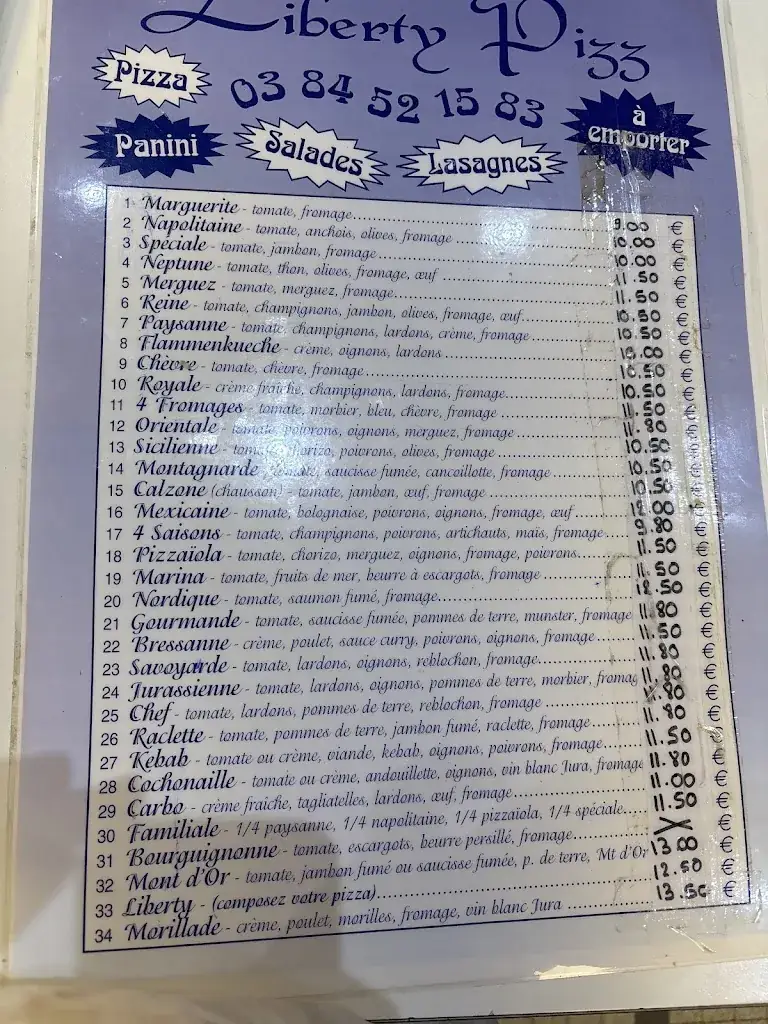 Liberty Pizz
Pizza
03 84 52 15 83
à emporter
Panini
Salades
Lasagnes
1 Marguerite - tomate, fromage 9.00 €
2 Napolitaine - tomate, anchois, olives, fromage 10.00 €
3 Spéciale - tomate, jambon, fromage 10.00 €
4 Neptune - tomate, thon, olives, fromage, œuf 11.50 €
5 Merguez - tomate, merguez, fromage 11.50 €
6 Reine - tomate, champignons, jambon, olives, fromage, œuf 10.50 €
7 Paysanne - tomate, champignons, lardons, crème, fromage 10.50 €
8 Flammenkueche - crème, oignons, lardons 10.00 €
9 Chèvre - tomate, chèvre, fromage 10.50 €
10 Royale - crème fraîche, champignons, lardons, fromage 10.50 €
11 4 Fromages - tomate, morbier, bleu, chèvre, fromage 11.50 €
12 Orientale - tomate, poivrons, oignons, merguez, fromage 11.80 €
13 Sicilienne - tomate, chorizo, poivrons, olives, fromage 10.50 €
14 Montagnarde - tomate, saucisse fumée, cancoillotte, fromage 10.50 €
15 Calzone (chausson) - tomate, jambon, œuf, fromage 10.50 €
16 Mexicaine - tomate, bolognaise, poivrons, oignons, fromage, œuf 12.00 €
17 4 Saisons - tomate, champignons, poivrons, artichauts, maïs, fromage 9.80 €
18 Pizzaïola - tomate, chorizo, merguez, oignons, fromage, poivrons 11.50 €
19 Marina - tomate, fruits de mer, beurre à escargots, fromage 11.50 €
20 Nordique - tomate, saumon fumé, fromage 12.50 €
21 Gourmande - tomate, saucisse fumée, pommes de terre, munster, fromage 11.80 €
22 Bressanne - crème, poulet, sauce curry, poivrons, oignons, fromage 11.50 €
23 Savoyarde - tomate, lardons, oignons, reblochon, fromage 11.80 €
24 Jurassienne - tomate, lardons, oignons, pommes de terre, morbier, fromag 11.80 €
25 Chef - tomate, lardons, pommes de terre, reblochon, fromage 11.80 €
26 Raclette - tomate, pommes de terre, jambon fumé, raclette, fromage 11.80 €
27 Kebab - tomate ou crème, viande, kebab, oignons, poivrons, fromage 11.50 €
28 Cochonaille - tomate ou crème, andouillette, oignons, vin blanc Jura, fromage 11.80 €
29 Carbo - crème fraiche, tagliatelles, lardons, œuf, fromage 11.00 €
30 Familiale - 1/4 paysanne, 1/4 napolitaine, 1/4 pizzaïola, 1/4 spéciale 11.50 €
31 Bourguignonne - tomate, escargots, beurre persillé, fromage X €
32 Mont d'Or - tomate, jambon fumé ou saucisse fumée, p. de terre, Mt d'Or 13.00 €
33 Liberty - (composez votre pizza) 12.50 €
34 Morillade - crème, poulet, morilles, fromage, vin blanc Jura 13.50 €